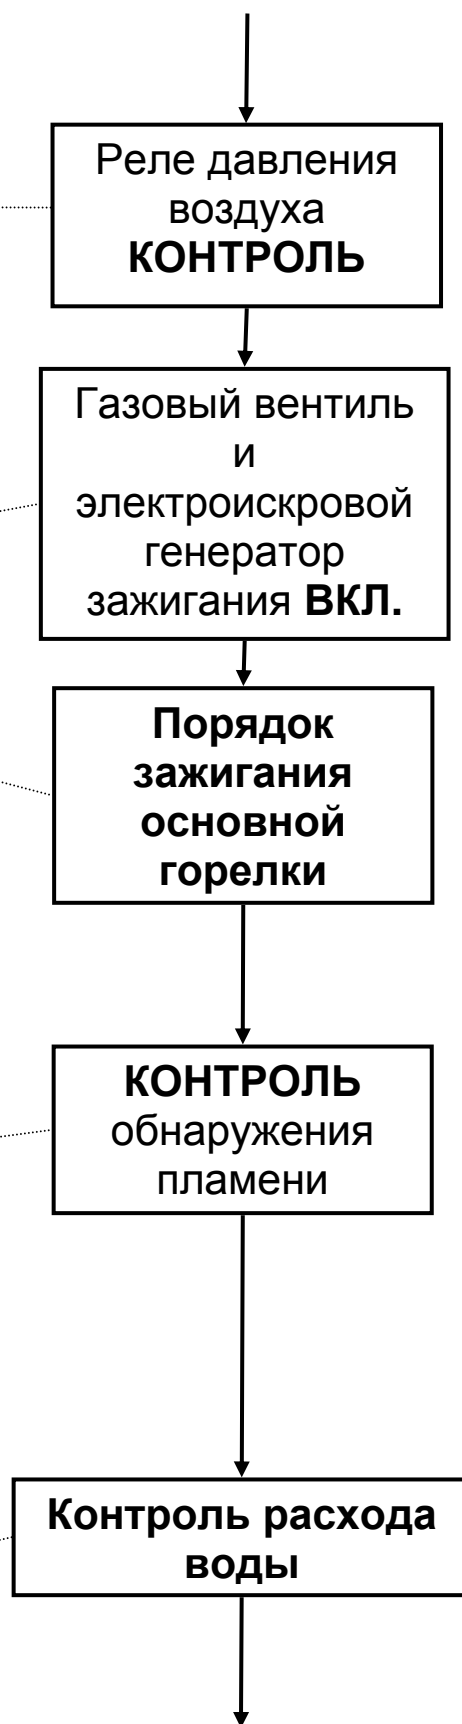 Реле давления
воздуха
КОНТРОЛЬ
Газовый вентиль
и
электроискровой
генератор
зажигания ВКЛ.
Порядок
зажигания
основной
горелки
КОНТРОЛЬ
обнаружения
пламени
Контроль расхода
воды